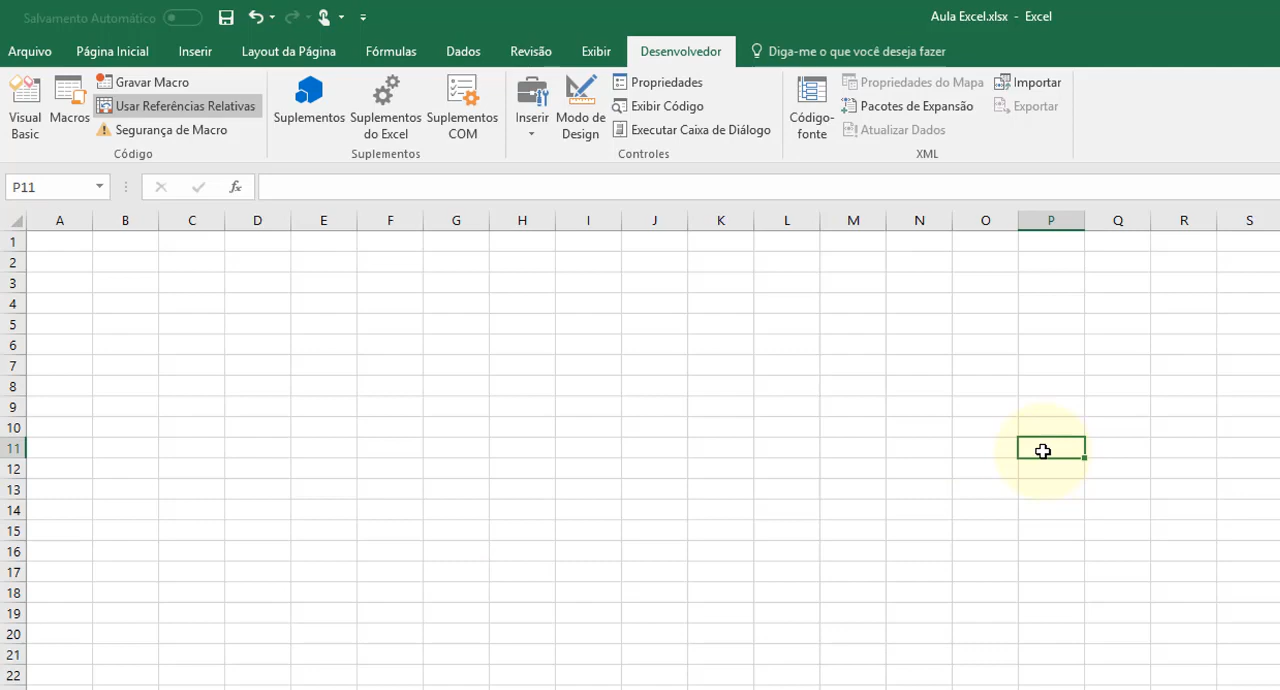 Salvamento Automático
Aula Excel.xlsx - Excel
Arquivo Página Inicial Inserir Layout da Página Fórmulas Dados Revisão Exibir Desenvolvedor Diga-me o que você deseja fazer
Visual Basic
Macros
Gravar Macro
Usar Referências Relativas
Segurança de Macro
Código
Suplementos
Suplementos do Excel
Suplementos COM
Suplementos
Inserir
Modo de Design
Propriedades
Exibir Código
Executar Caixa de Diálogo
Controles
Código-fonte
Propriedades do Mapa
Pacotes de Expansão
Atualizar Dados
Importar
Exportar
XML
P11 fx
A B C D E F G H I J K L M N O P Q R S
1
2
3
4
5
6
7
8
9
10
11
12
13
14
15
16
17
18
19
20
21
22